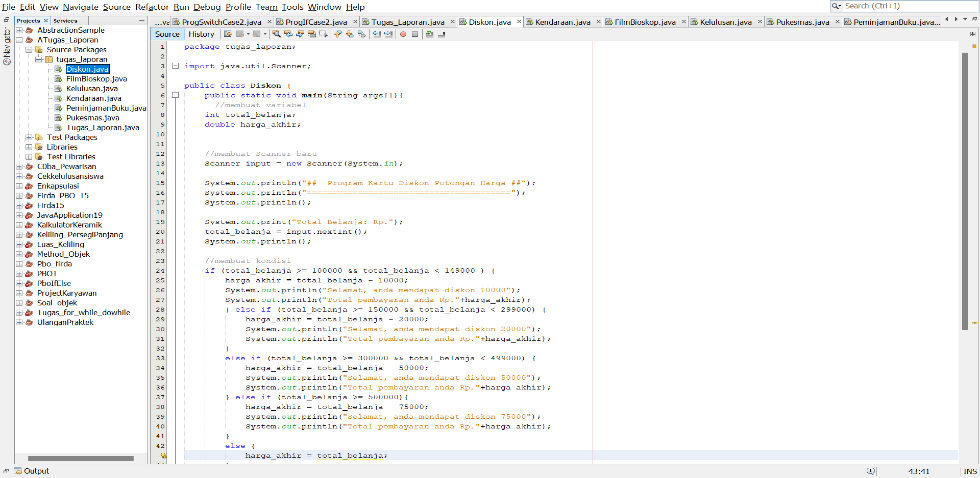 File Edit View Navigate Source Refactor Run Debug Profile Team Tools Window Help
Search (Ctrl+I)
Projects Services
...ve ProgSwitchCase2.java ProgIFCase2.java Tugas_Laporan.java Diskon.java Kendaraan.java FilmBioskop.java Kelulusan.java Pukesmas.java PeminjamanBuku.java...
Source History
AbstractionSample
ATugas_Laporan
Source Packages
tugas_laporan
Diskon.java
FilmBioskop.java
Kelulusan.java
Kendaraan.java
PeminjamanBuku.java
Pukesmas.java
Tugas_Laporan.java
Test Packages
Libraries
Test Libraries
CDba_Pewarisan
Cekkelulusansiswa
Enkapsulasi
Firda_PBO_15
Firda15
JavaApplication19
KalkulatorKeramik
Keliling_PersegiPanjang
Luas_Keliling
Method_Objek
Pbo_firda
PBO1
PboIfElse
ProjectKaryawan
Soal_objek
Tugas_for_while_dowhile
UlanganPraktek
Navigator
1 package tugas_laporan;
2
3 import java.util.Scanner;
4
5 public class Diskon {
6 public static void main(String args[]){
7 //membuat variabel
8 int total_belanja;
9 double harga_akhir;
10
11
12 //membuat Scanner baru
13 Scanner input = new Scanner(System.in);
14
15 System.out.println("## Program Kartu Diskon Potongan Harga ##");
16 System.out.println("=========================================");
17 System.out.println();
18
19 System.out.print("Total Belanja: Rp.");
20 total_belanja = input.nextInt();
21 System.out.println();
22
23 //membuat kondisi
24 if (total_belanja >= 100000 && total_belanja < 149000 ) {
25 harga_akhir = total_belanja - 10000;
26 System.out.println("Selamat, anda mendapat diskon 10000");
27 System.out.println("Total pembayaran anda Rp."+harga_akhir);
28 } else if (total_belanja >= 150000 && total_belanja < 299000) {
29 harga_akhir = total_belanja - 20000;
30 System.out.println("Selamat, anda mendapat diskon 20000");
31 System.out.println("Total pembayaran anda Rp."+harga_akhir);
32 }
33 else if (total_belanja >= 300000 && total_belanja < 499000) {
34 harga_akhir = total_belanja - 50000;
35 System.out.println("Selamat, anda mendapat diskon 50000");
36 System.out.println("Total pembayaran anda Rp."+harga_akhir);
37 } else if (total_belanja >= 500000){
38 harga_akhir = total_belanja - 75000;
39 System.out.println("Selamat, anda mendapat diskon 75000");
40 System.out.println("Total pembayaran anda Rp."+harga_akhir);
41 }
42 else {
harga_akhir = total_belanja;
Output
43:41 INS